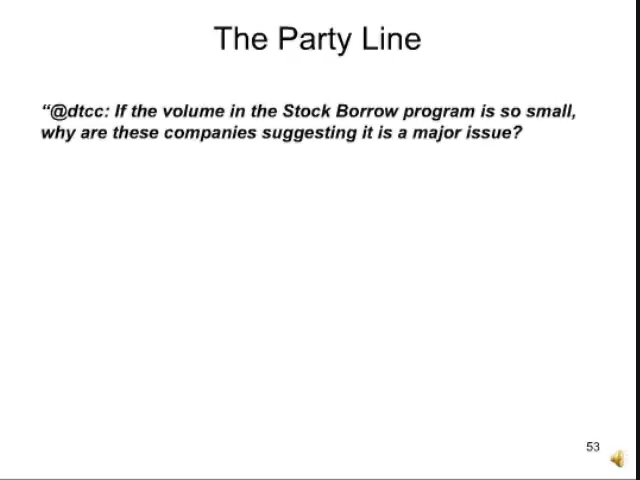 The Party Line
“@dtcc: If the volume in the Stock Borrow program is so small,
why are these companies suggesting it is a major issue?
53